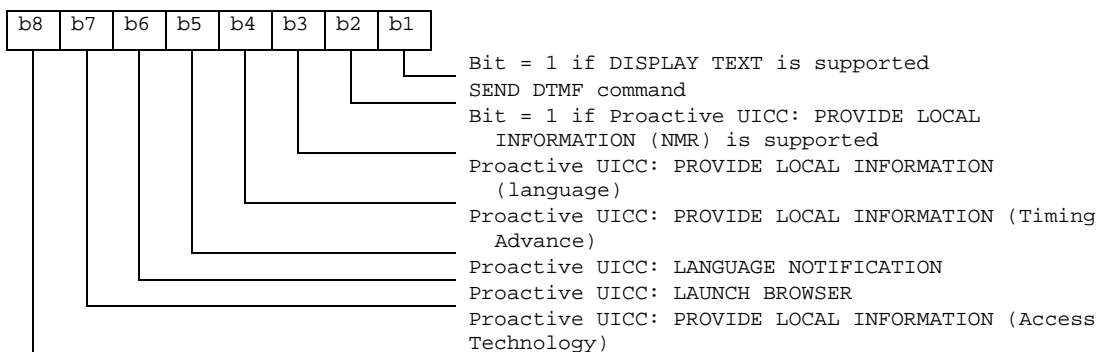 b8 b7 b6 b5 b4 b3 b2 b1
Bit = 1 if DISPLAY TEXT is supported
SEND DTMF command
Bit = 1 if Proactive UICC: PROVIDE LOCAL
INFORMATION (NMR) is supported
Proactive UICC: PROVIDE LOCAL INFORMATION
(language)
Proactive UICC: PROVIDE LOCAL INFORMATION (Timing
Advance)
Proactive UICC: LANGUAGE NOTIFICATION
Proactive UICC: LAUNCH BROWSER
Proactive UICC: PROVIDE LOCAL INFORMATION (Access
Technology)